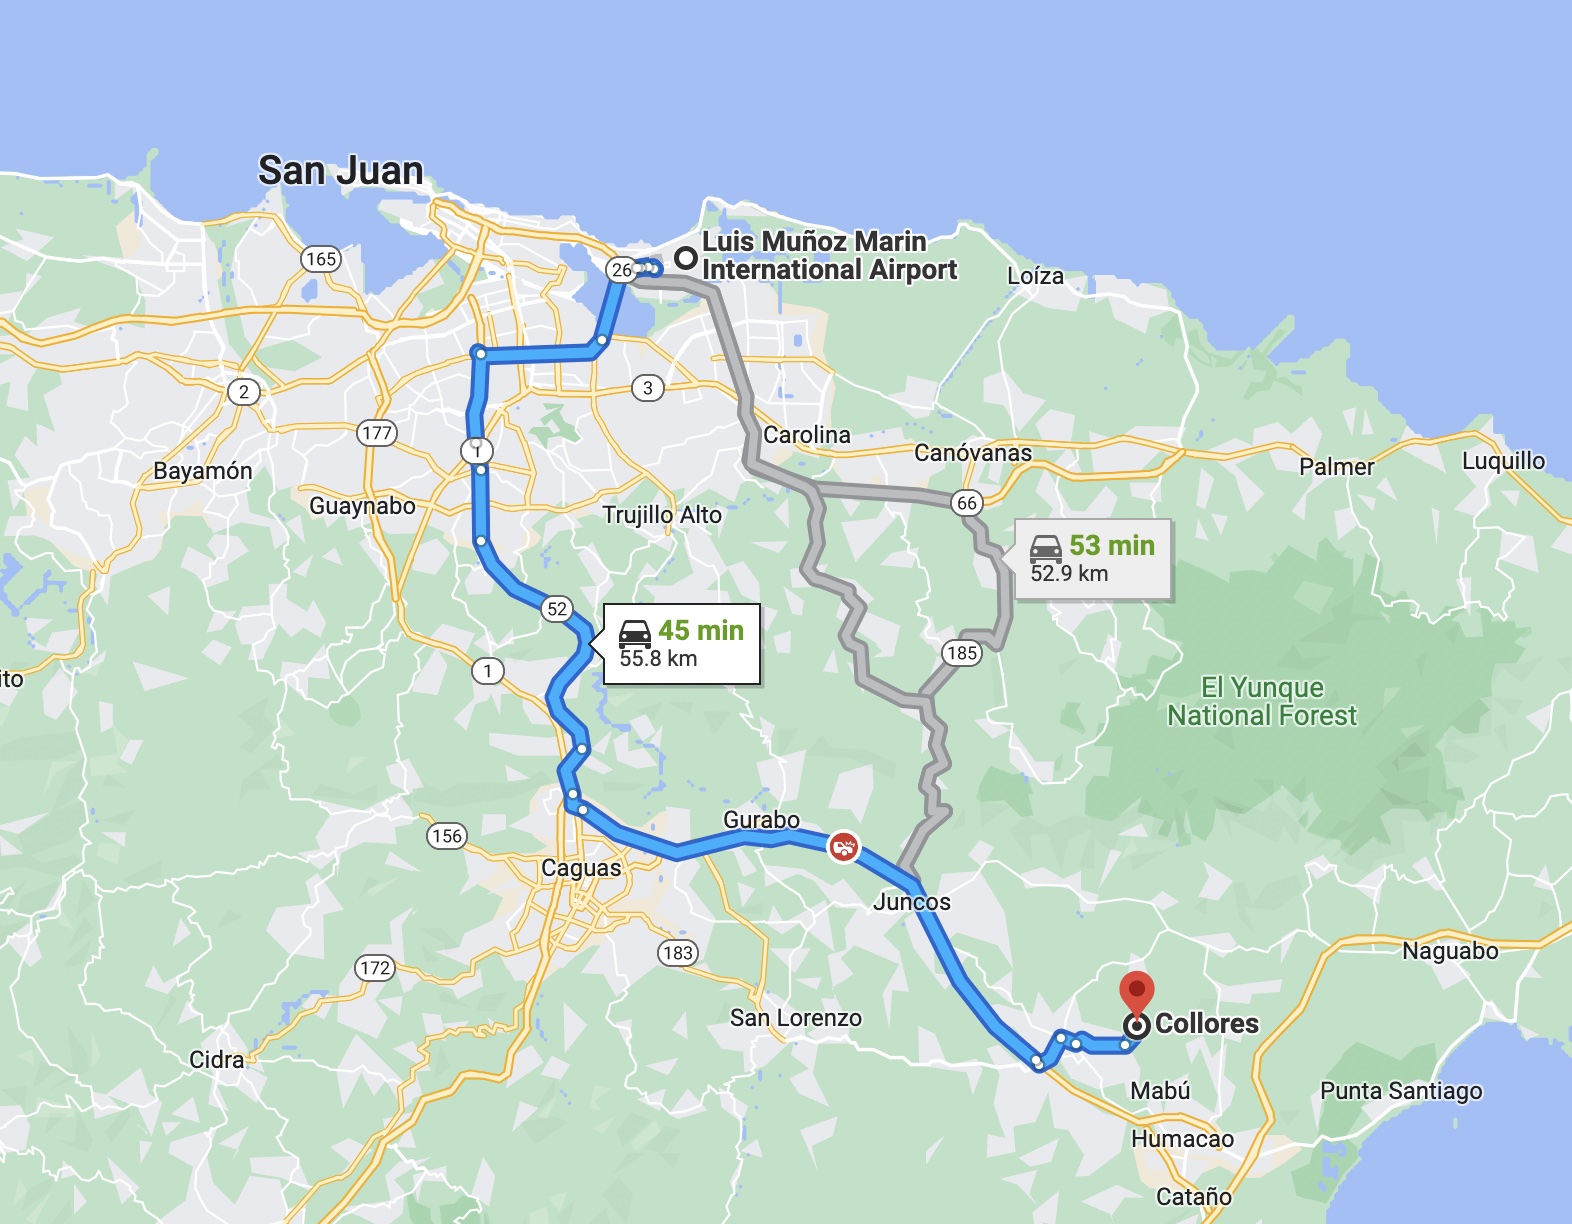 San Juan
165
26
Luis Muñoz Marin
International Airport
Loíza
2
3
177
1
Carolina
Canóvanas
Palmer
Luquillo
Bayamón
Guaynabo
Trujillo Alto
66
53 min
52.9 km
52
45 min
55.8 km
185
1
ito
El Yunque
National Forest
156
Gurabo
Caguas
Juncos
183
172
Naguabo
San Lorenzo
Collores
Cidra
Mabú
Punta Santiago
Humacao
Cataño